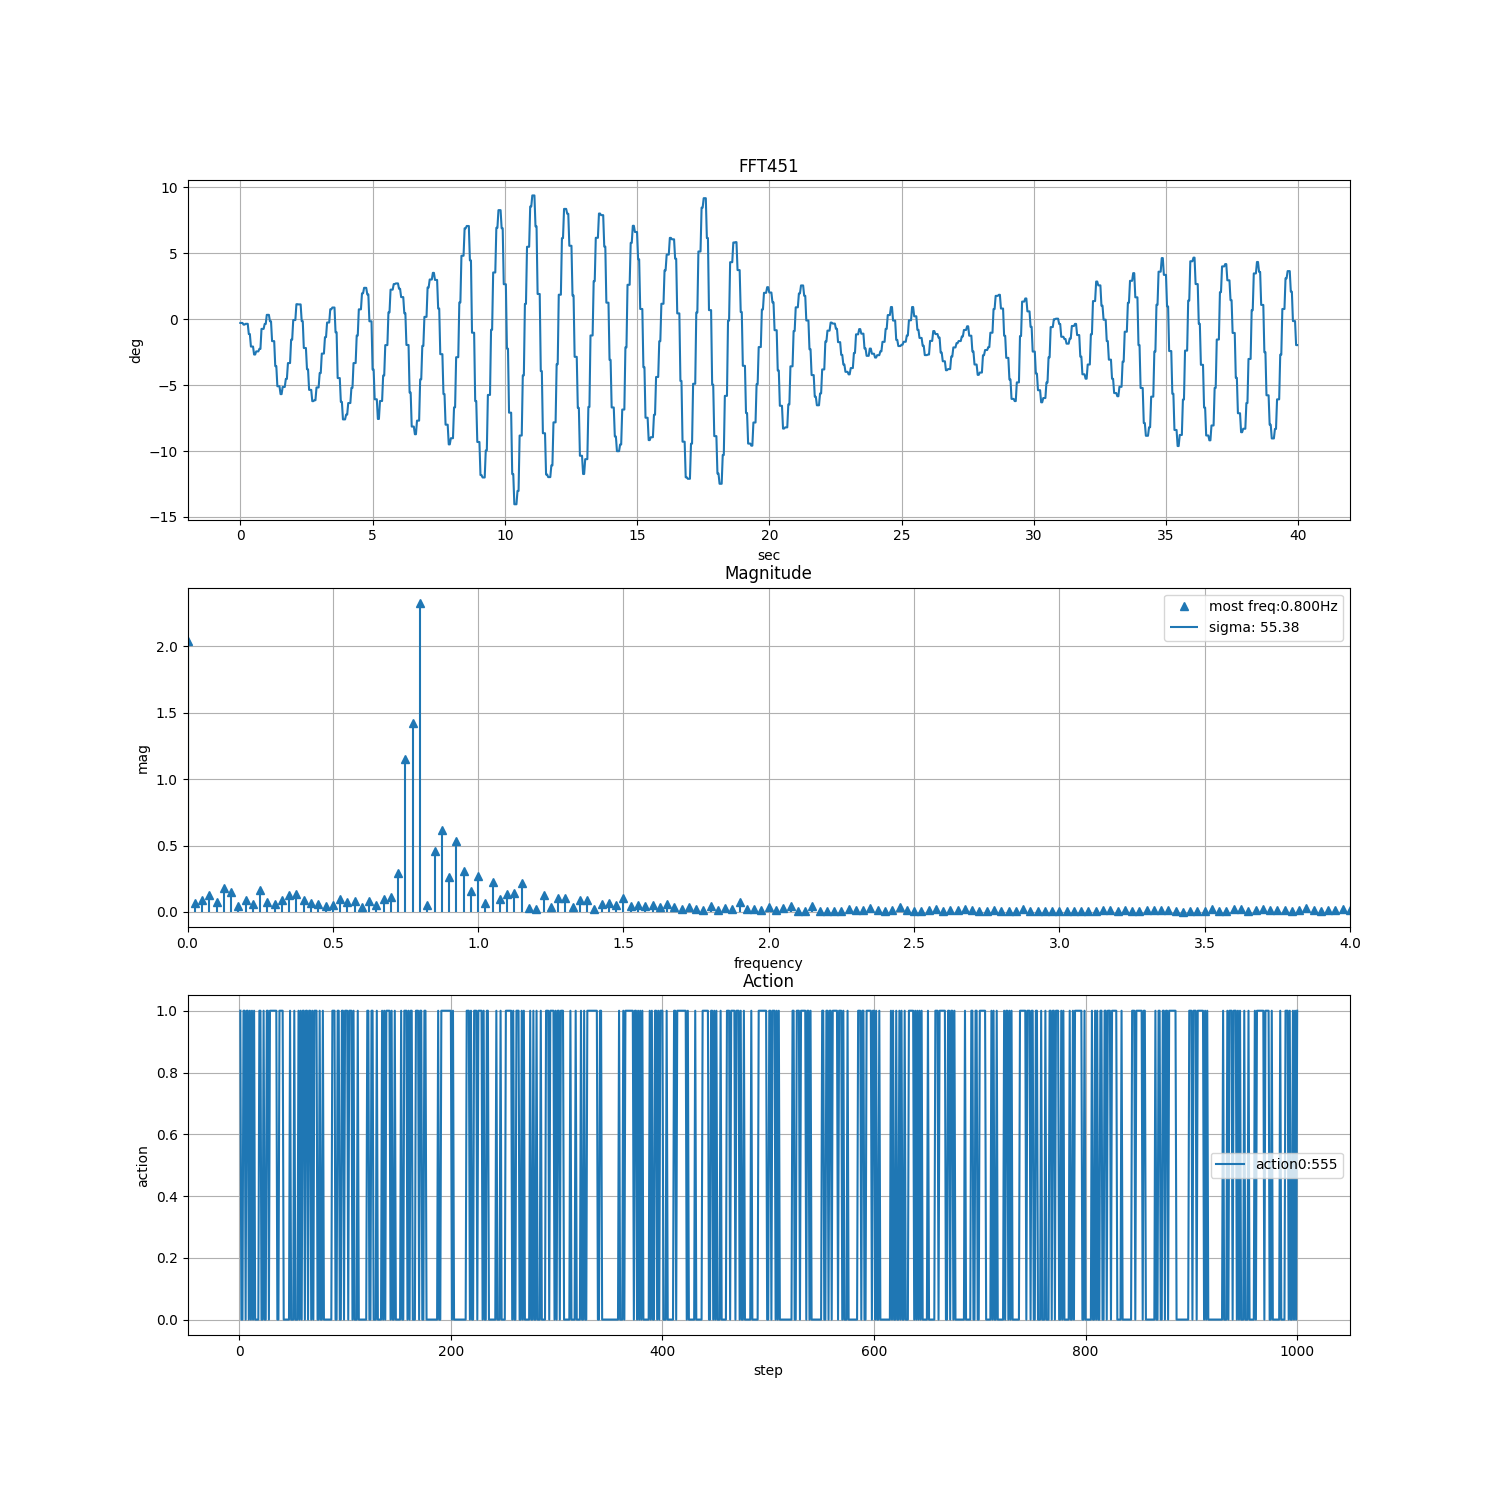 FFT451
10
5
0
−5
−10
−15
deg
0 5 10 15 20 25 30 35 40
sec
Magnitude
most freq:0.800Hz
sigma: 55.38
2.0
1.5
1.0
0.5
0.0
mag
0.0 0.5 1.0 1.5 2.0 2.5 3.0 3.5 4.0
frequency
Action
1.0
0.8
0.6
0.4
0.2
0.0
action
action0:555
0 200 400 600 800 1000
step